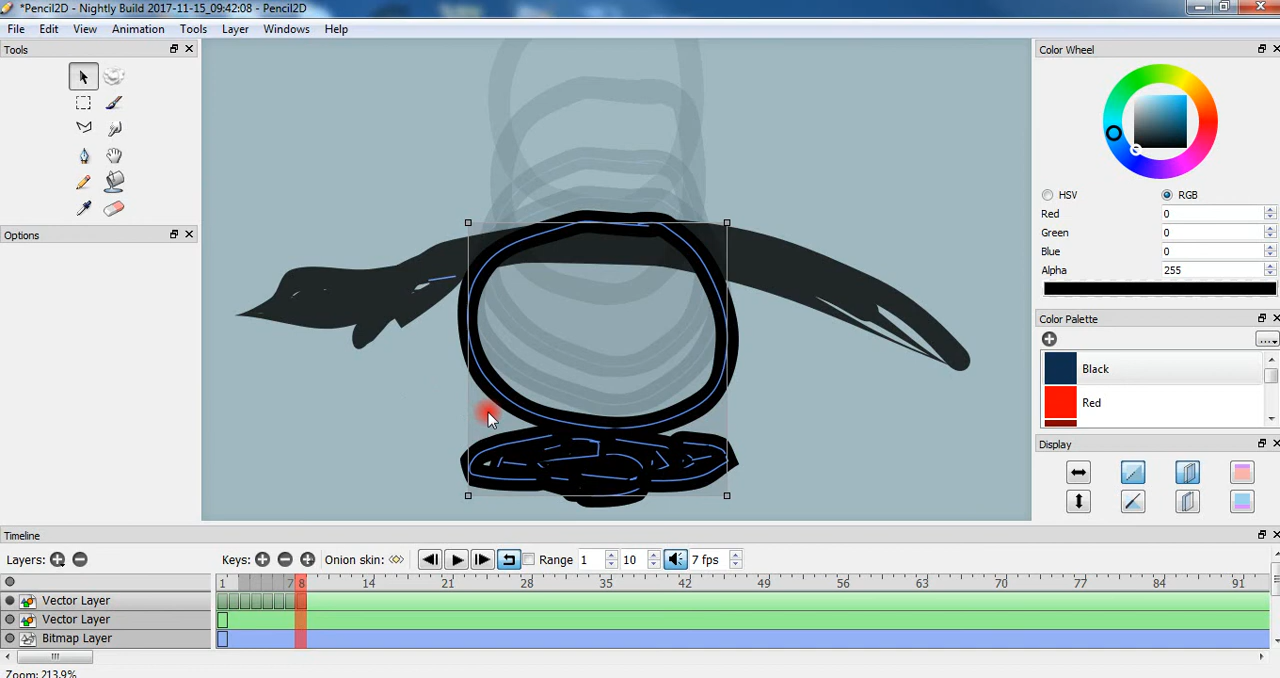 *Pencil2D - Nightly Build 2017-11-15_09:42:08 - Pencil2D
File Edit View Animation Tools Layer Windows Help
Tools
Options
Color Wheel
HSV RGB
Red 0
Green 0
Blue 0
Alpha 255
Color Palette
...
Black
Red
Display
Timeline
Layers: Keys: Onion skin: Range 1 10 7 fps
1 7 8 14 21 28 35 42 49 56 63 70 77 84 91
Vector Layer
Vector Layer
Bitmap Layer
Zoom: 213.9%